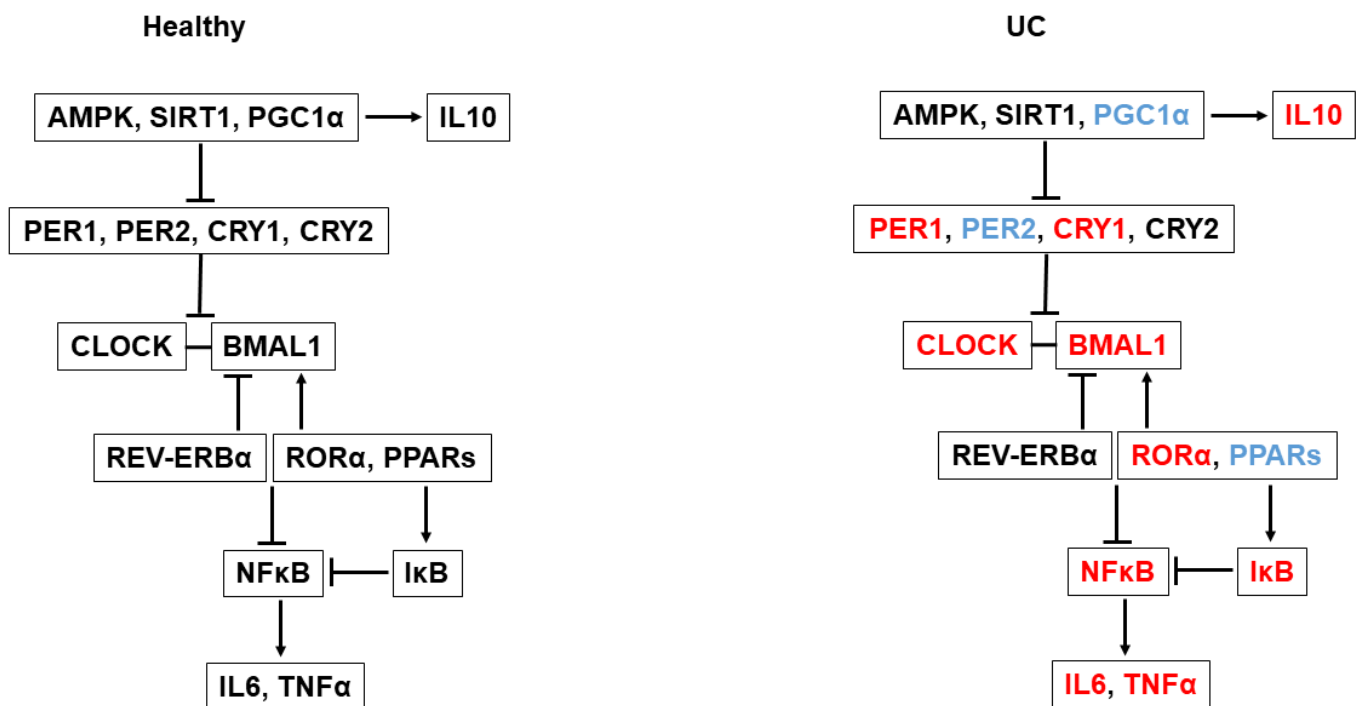 Healthy
AMPK, SIRT1, PGC1α
IL10
PER1, PER2, CRY1, CRY2
CLOCK
BMAL1
REV-ERBα
RORα, PPARs
NFκB
IκB
IL6, TNFα
UC
AMPK, SIRT1, PGC1α
IL10
PER1, PER2, CRY1, CRY2
CLOCK
BMAL1
REV-ERBα
RORα, PPARs
NFκB
IκB
IL6, TNFα